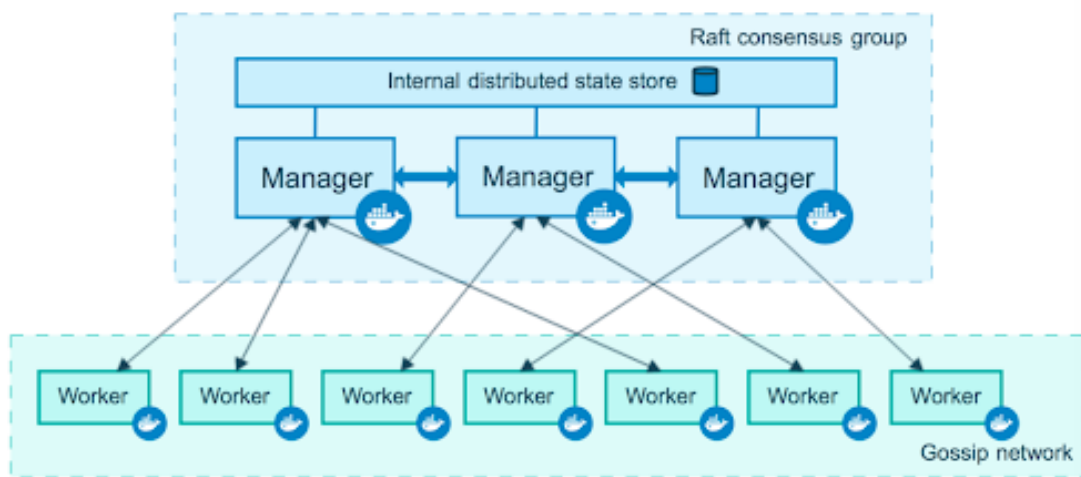 Raft consensus group
Internal distributed state store
Manager
Manager
Manager
Worker
Worker
Worker
Worker
Worker
Worker
Worker
Gossip network